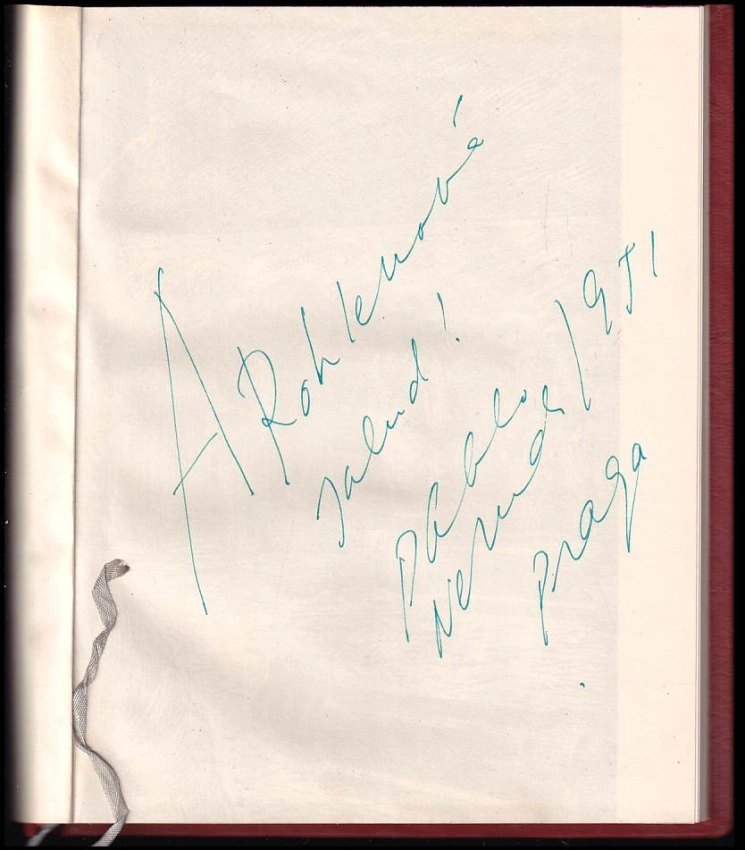 A Rohlenové
salud!
Pablo
Neruda
1951
praga